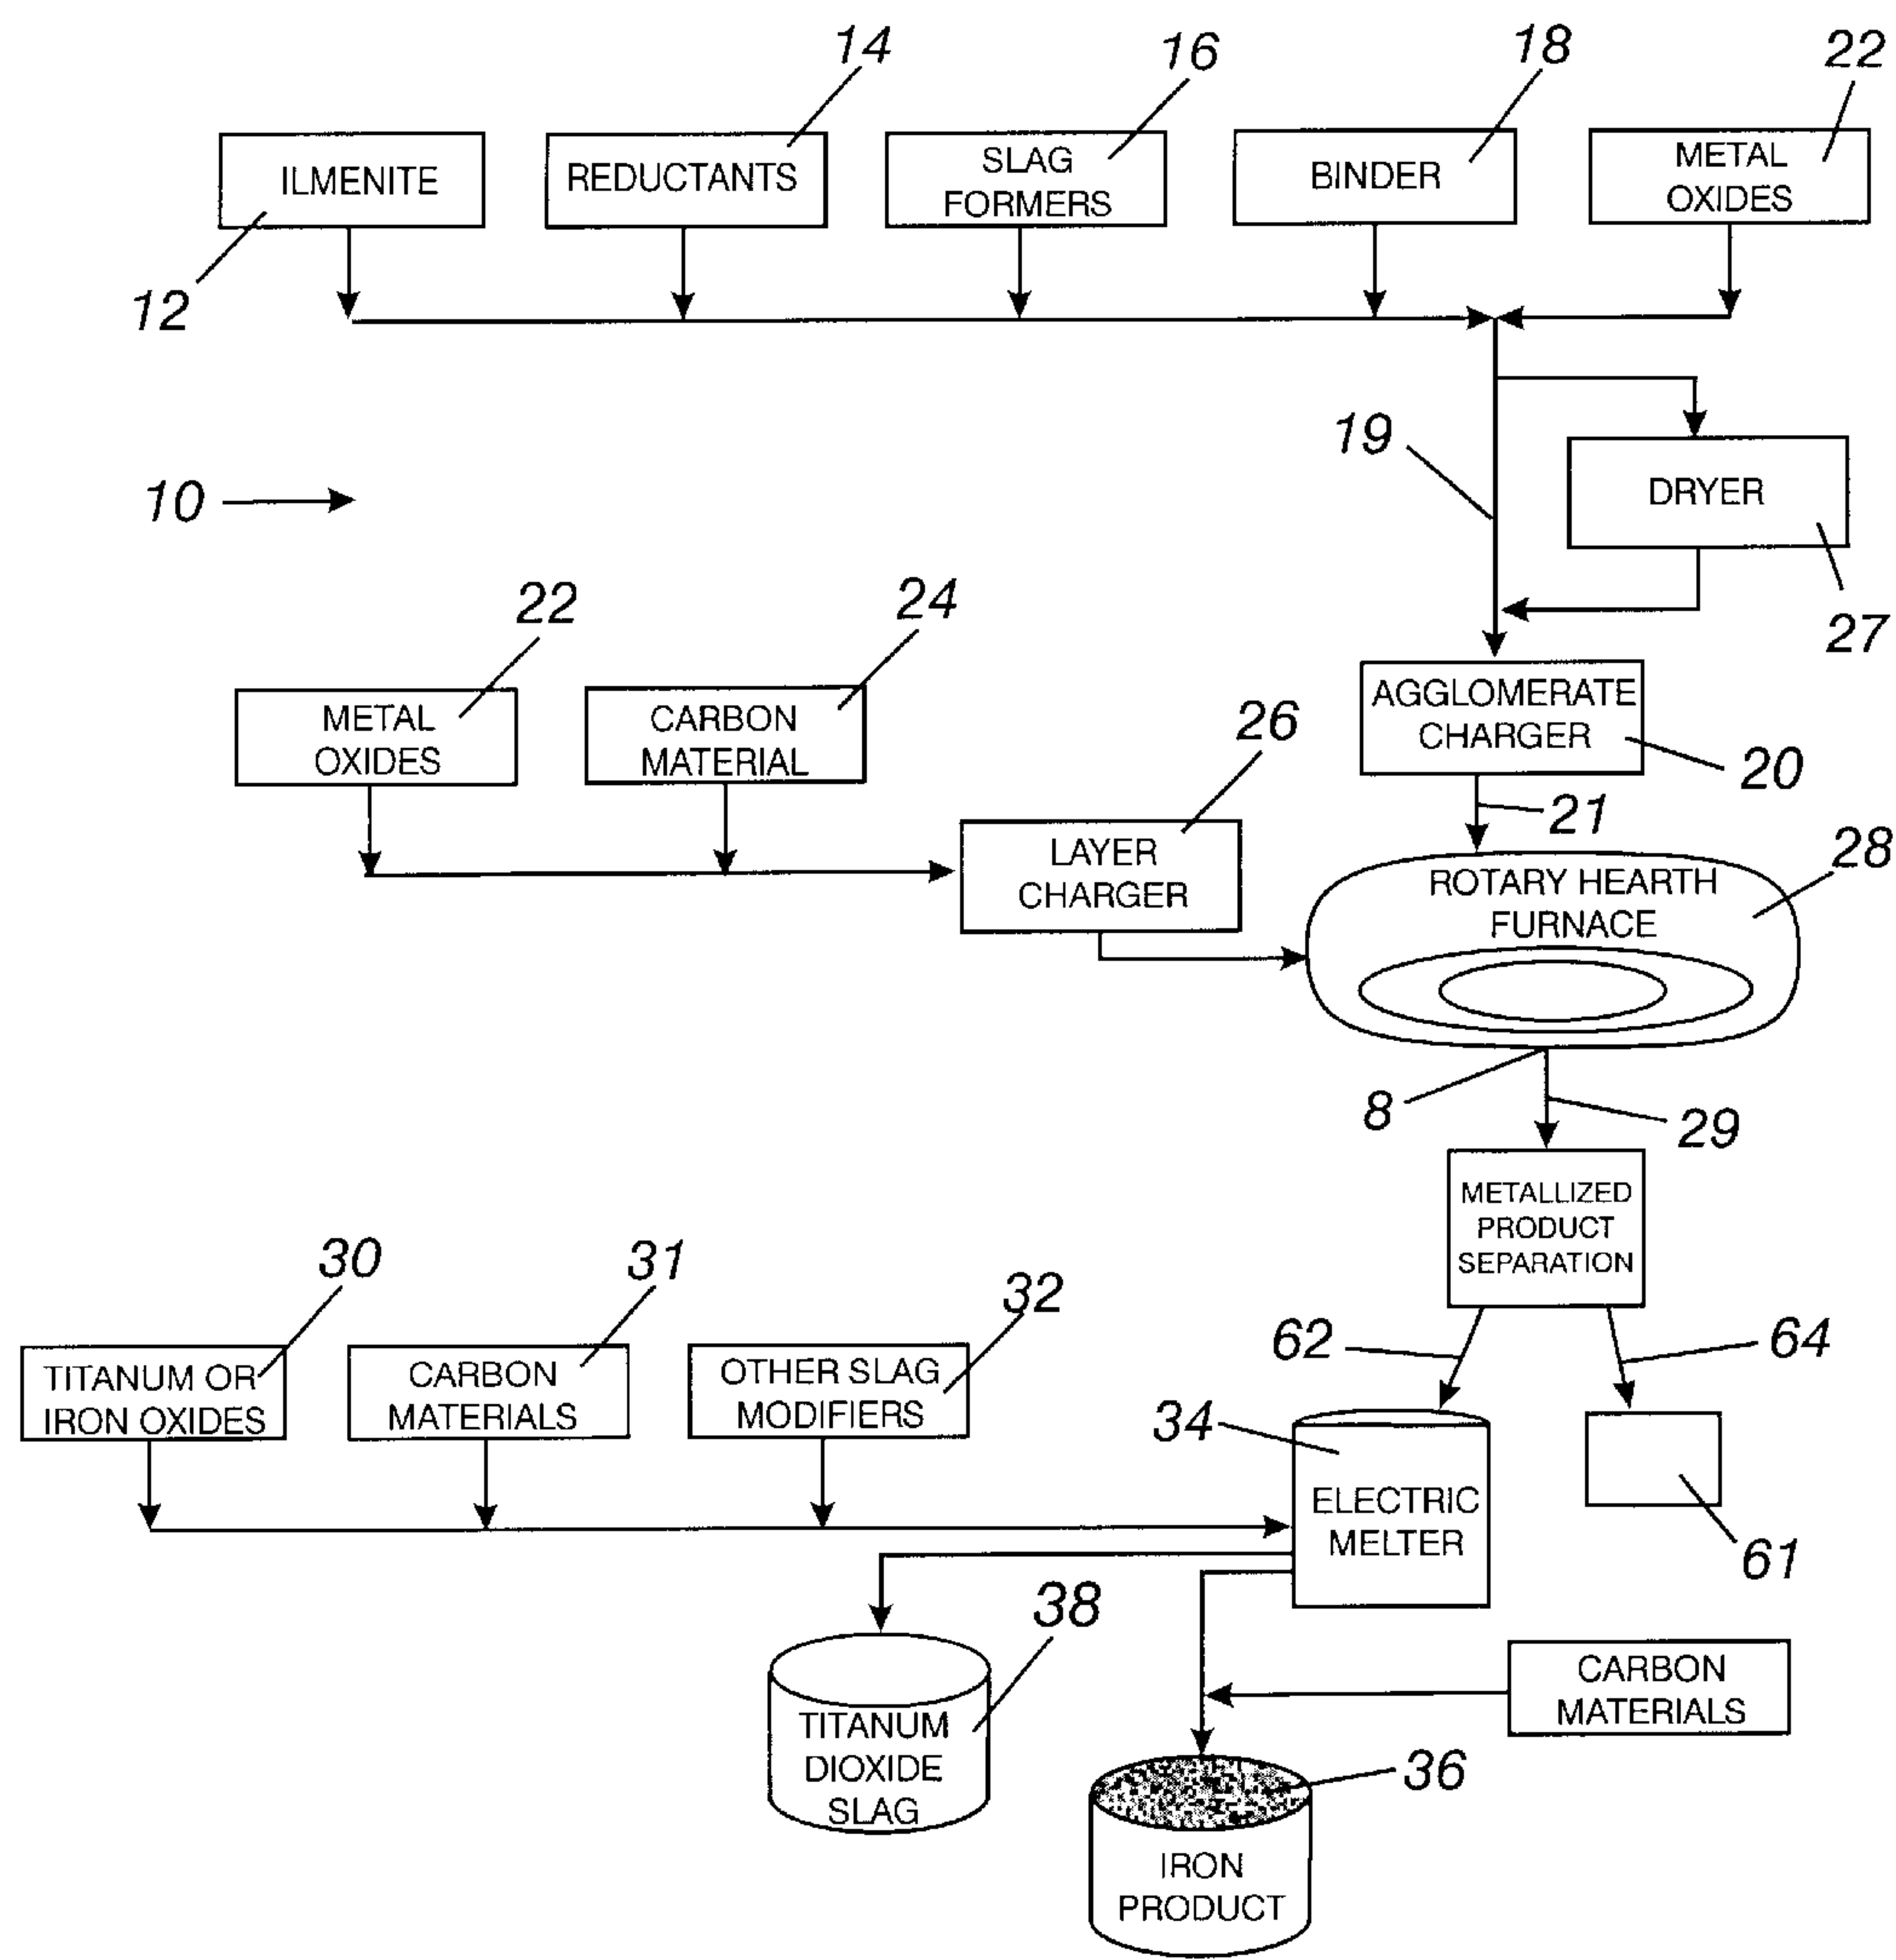 14
16
18
22
ILMENITE
REDUCTANTS
SLAG
FORMERS
BINDER
METAL
OXIDES
12
19
10
DRYER
27
22
24
METAL
OXIDES
CARBON
MATERIAL
26
AGGLOMERATE
CHARGER
20
21
LAYER
CHARGER
28
ROTARY HEARTH
FURNACE
8
29
METALLIZED
PRODUCT
SEPARATION
30
31
32
62
64
TITANUM OR
IRON OXIDES
CARBON
MATERIALS
OTHER SLAG
MODIFIERS
34
ELECTRIC
MELTER
61
38
TITANUM
DIOXIDE
SLAG
CARBON
MATERIALS
36
IRON
PRODUCT